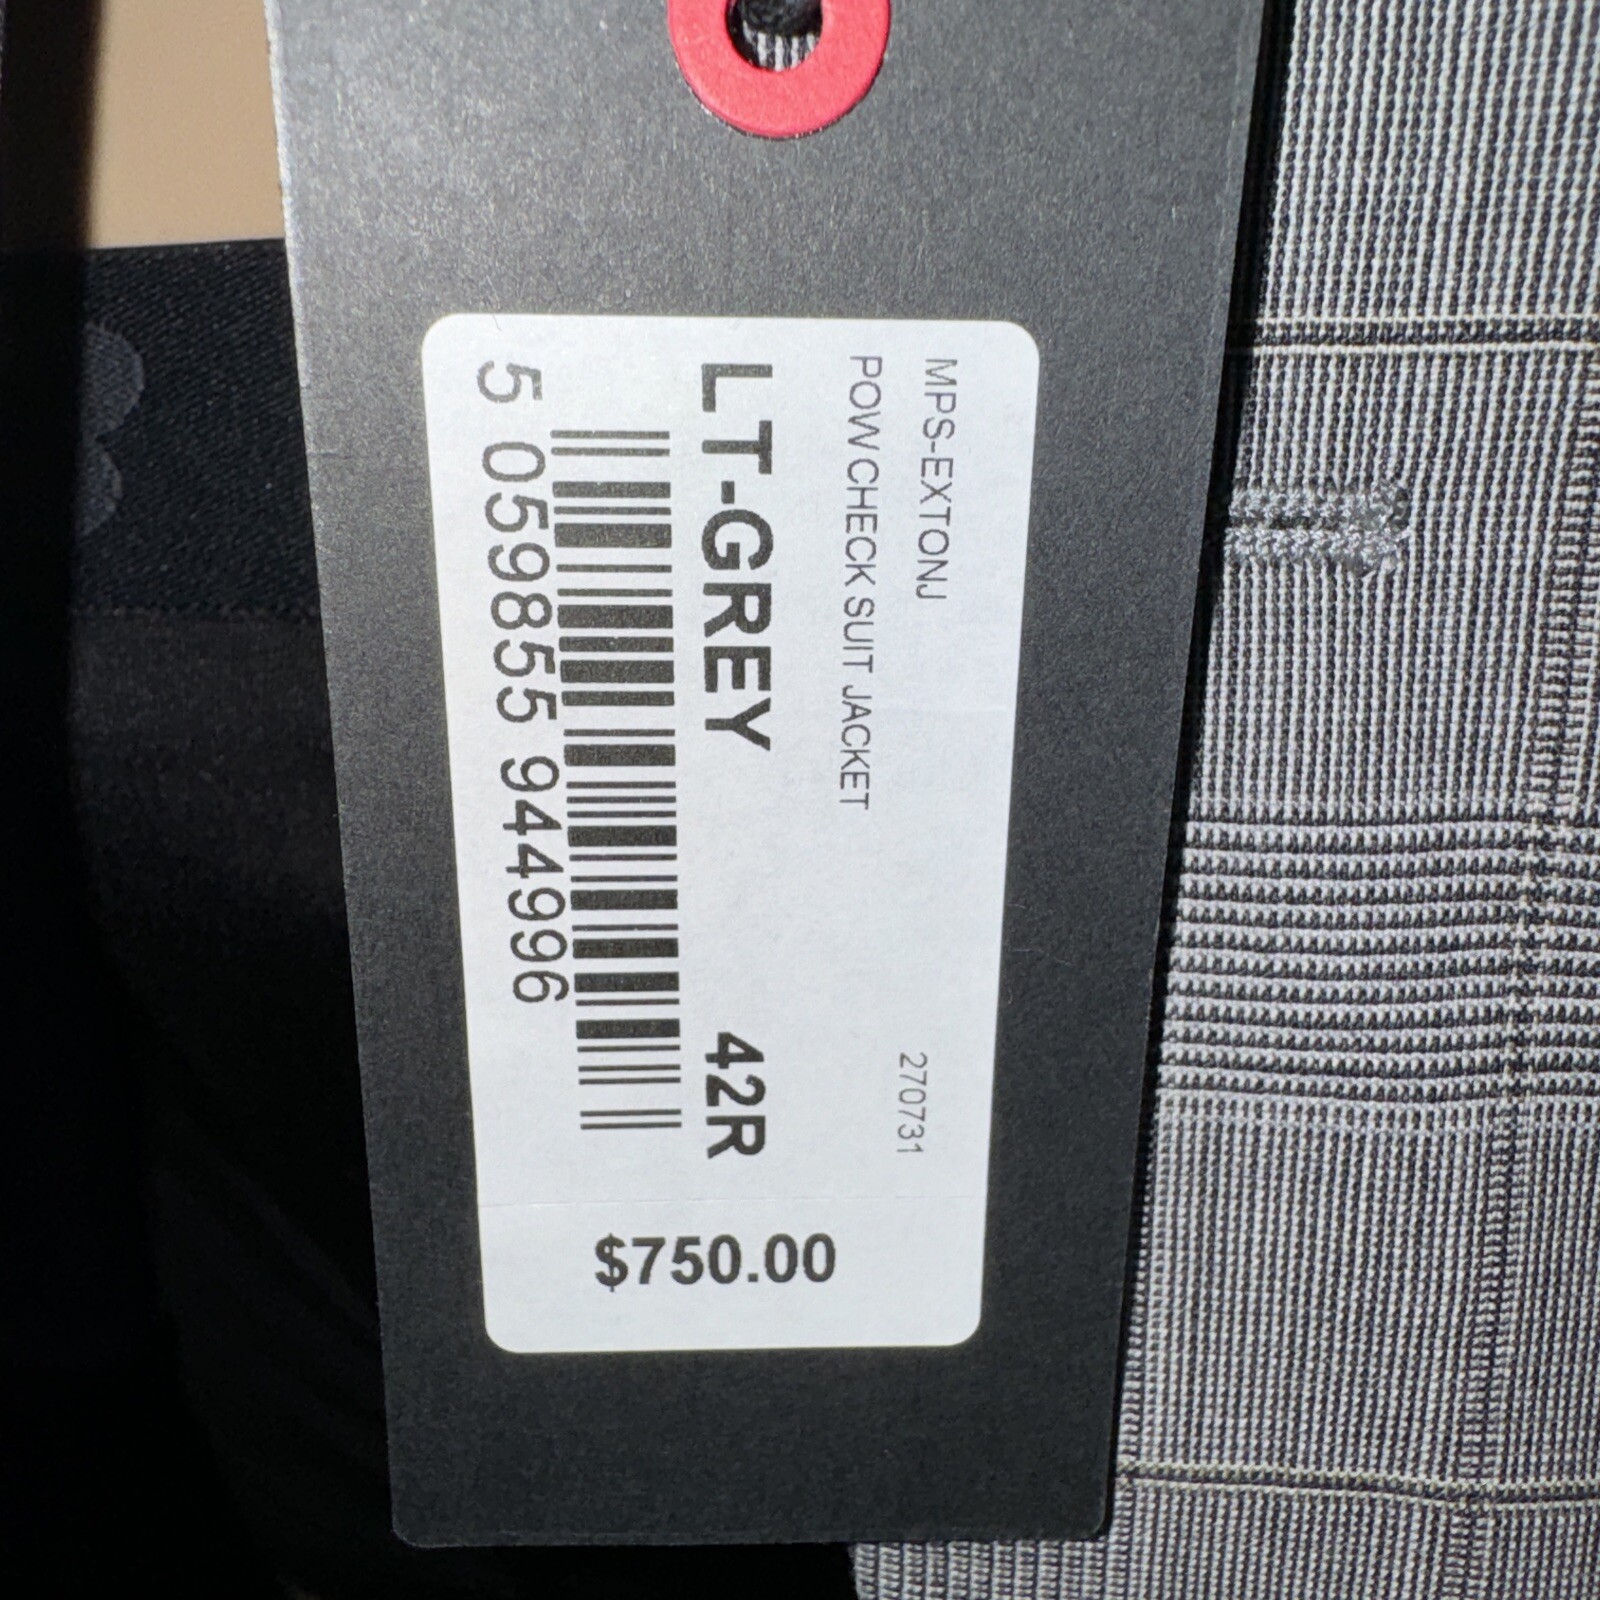 MPS-EXTONJ
270731
POW CHECK SUIT JACKET
LT-GREY 42R
5 059855 944996
$750.00